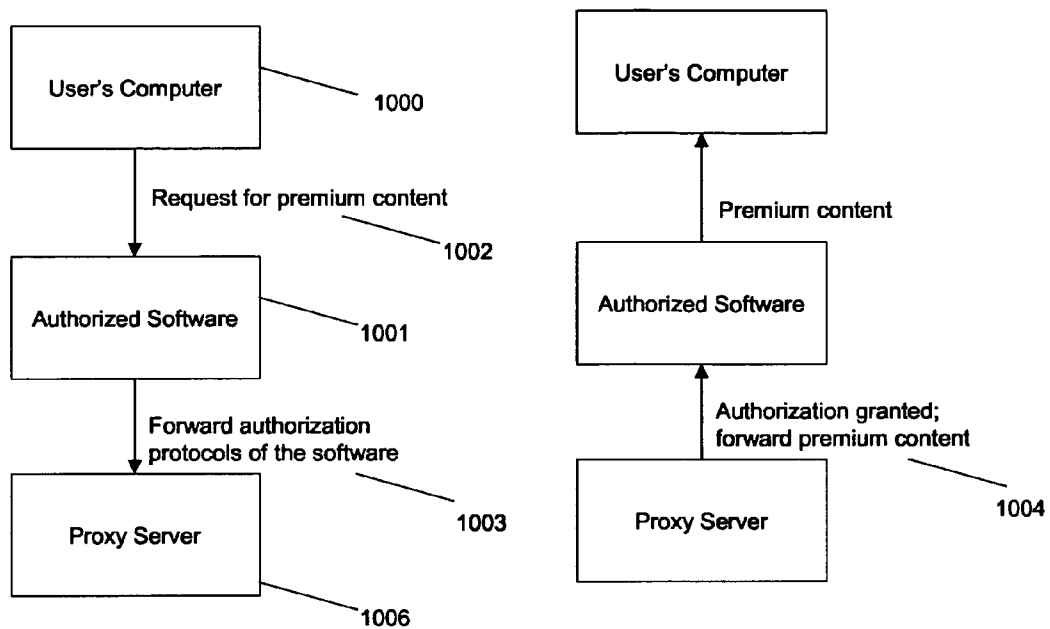 User's Computer
1000
Request for premium content
1002
Authorized Software
1001
Forward authorization
protocols of the software
1003
Proxy Server
1006
User's Computer
Premium content
Authorized Software
Authorization granted;
forward premium content
1004
Proxy Server